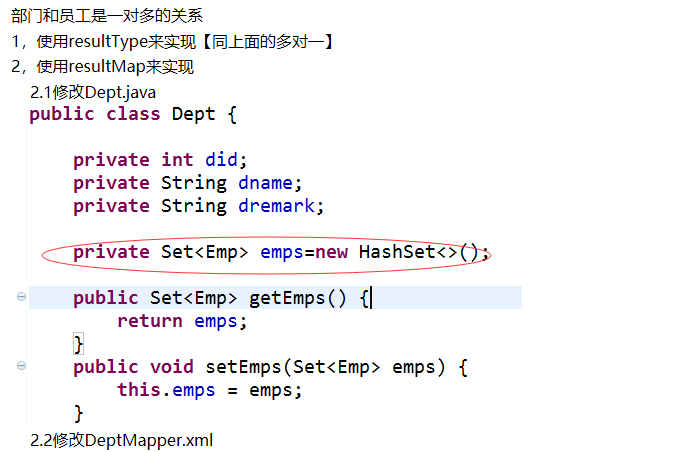 部门和员工是一对多的关系
1，使用resultType来实现【同上面的多对一】
2，使用resultMap来实现
2.1修改Dept.java
public class Dept {
private int did;
private String dname;
private String dremark;
private Set<Emp> emps=new HashSet<>();
public Set<Emp> getEmps() {
return emps;
}
public void setEmps(Set<Emp> emps) {
this.emps = emps;
}
2.2修改DeptMapper.xml